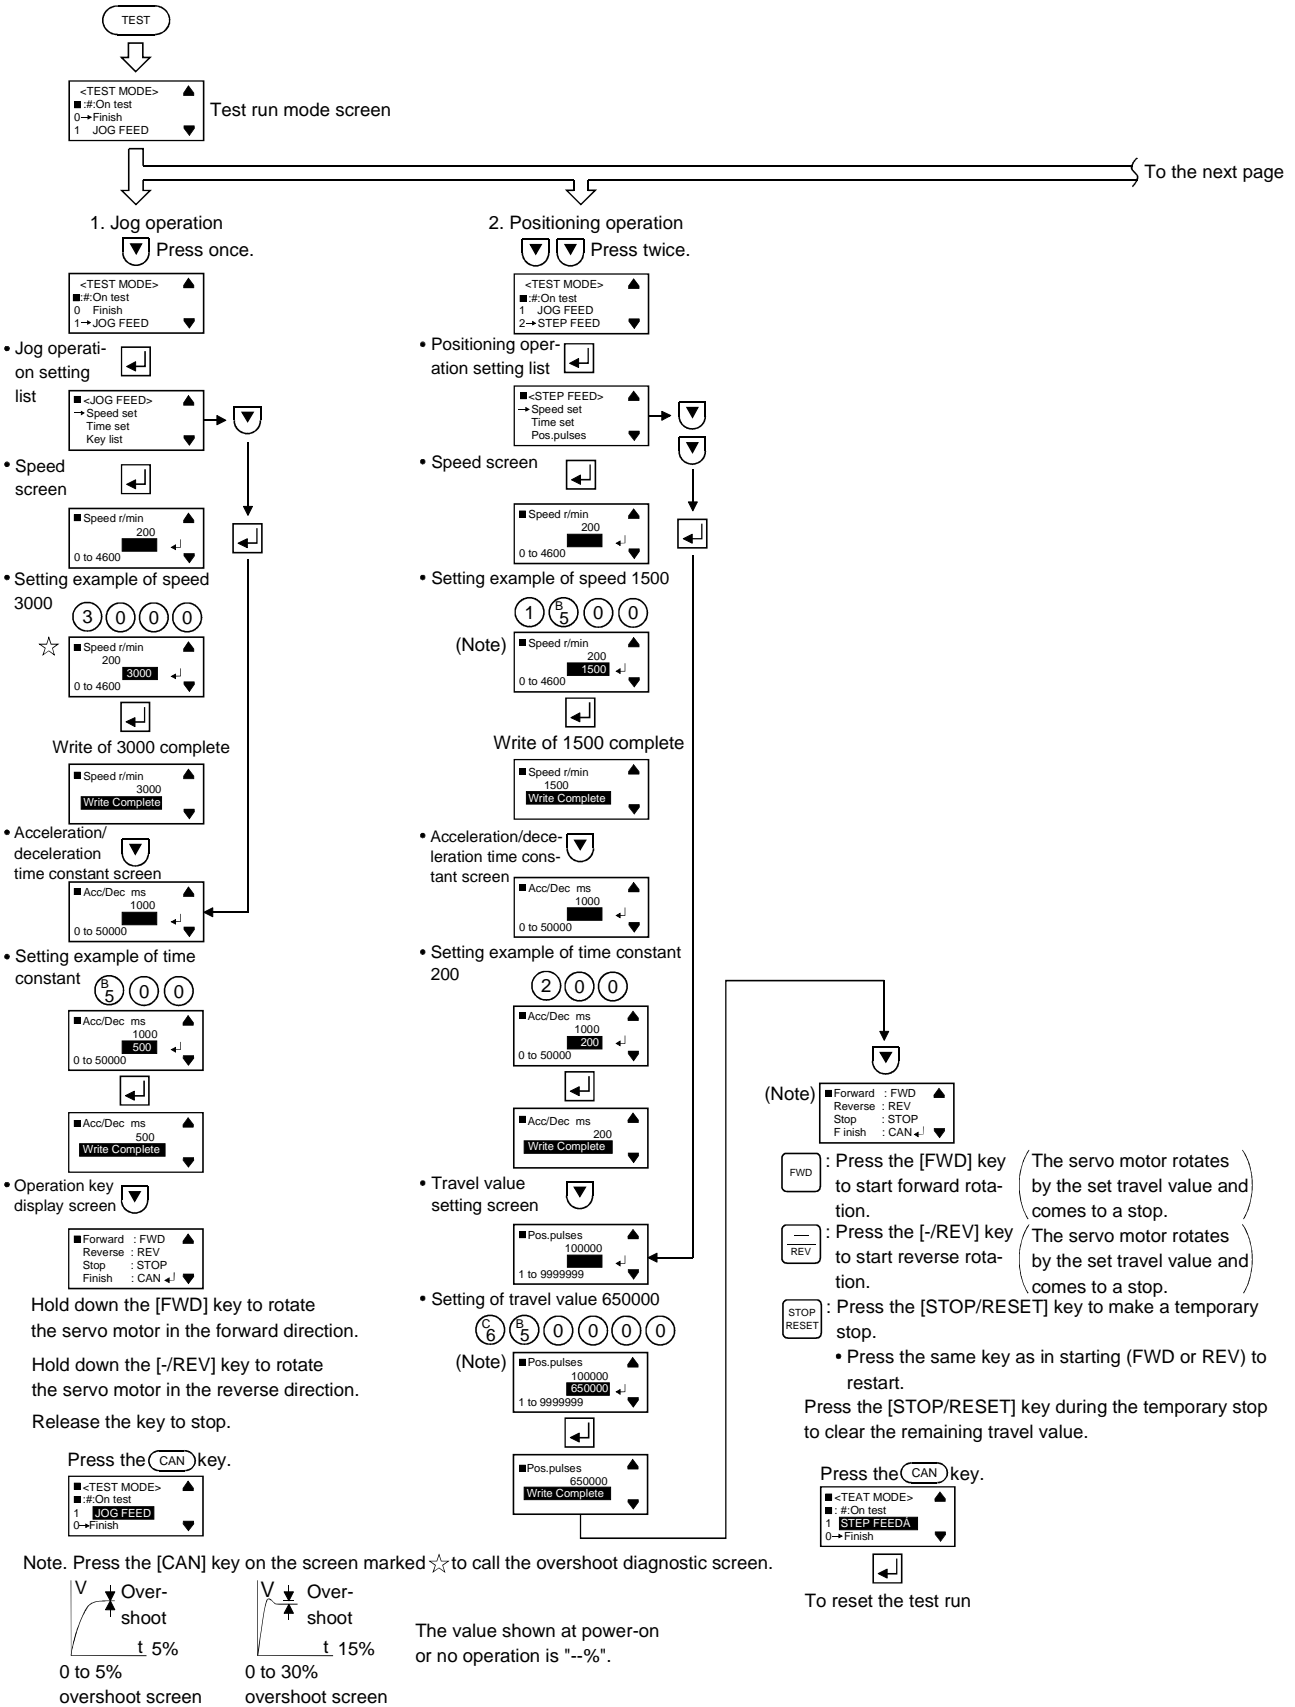 TEST
<TEST MODE>
■:#:On test
0→Finish
1 JOG FEED
Test run mode screen
To the next page
1. Jog operation
▼ Press once.
<TEST MODE>
■:#:On test
0 Finish
1→JOG FEED
• Jog operati-
on setting
list
■<JOG FEED>
→Speed set
Time set
Key list
• Speed
screen
■Speed r/min
200
0 to 4600
• Setting example of speed
3000
3 0 0 0
☆
■Speed r/min
200
3000
0 to 4600
Write of 3000 complete
■Speed r/min
3000
Write Complete
• Acceleration/
deceleration
time constant screen
■Acc/Dec ms
1000
0 to 50000
• Setting example of time
constant
B
5 0 0
■Acc/Dec ms
1000
500
0 to 50000
■Acc/Dec ms
500
Write Complete
• Operation key
display screen
■Forward : FWD
Reverse : REV
Stop : STOP
Finish : CAN
Hold down the [FWD] key to rotate
the servo motor in the forward direction.
Hold down the [-/REV] key to rotate
the servo motor in the reverse direction.
Release the key to stop.
Press the CAN key.
■<TEST MODE>
■:#:On test
1 JOG FEED
0→Finish
2. Positioning operation
▼ ▼ Press twice.
<TEST MODE>
■:#:On test
1 JOG FEED
2→STEP FEED
• Positioning oper-
ation setting list
■<STEP FEED>
→Speed set
Time set
Pos.pulses
• Speed screen
■Speed r/min
200
0 to 4600
• Setting example of speed 1500
B
1 5 0 0
(Note)
■Speed r/min
200
1500
0 to 4600
Write of 1500 complete
■Speed r/min
1500
Write Complete
• Acceleration/dece-
leration time cons-
tant screen
■Acc/Dec ms
1000
0 to 50000
• Setting example of time constant
200
2 0 0
■Acc/Dec ms
1000
200
0 to 50000
■Acc/Dec ms
200
Write Complete
• Travel value
setting screen
■Pos.pulses
100000
1 to 9999999
• Setting of travel value 650000
C B
6 5 0 0 0 0
(Note)
■Pos.pulses
100000
650000
1 to 9999999
■Pos.pulses
650000
Write Complete
(Note)
■Forward : FWD
Reverse : REV
Stop : STOP
F inish : CAN
FWD
: Press the [FWD] key
to start forward rota-
tion.
(The servo motor rotates
by the set travel value and
comes to a stop.)
—
REV
: Press the [-/REV] key
to start reverse rota-
tion.
(The servo motor rotates
by the set travel value and
comes to a stop.)
STOP
RESET
: Press the [STOP/RESET] key to make a temporary
stop.
• Press the same key as in starting (FWD or REV) to
restart.
Press the [STOP/RESET] key during the temporary stop
to clear the remaining travel value.
Press the CAN key.
■<TEAT MODE>
■: #:On test
1 STEP FEEDÂ
0→Finish
To reset the test run
Note. Press the [CAN] key on the screen marked ☆ to call the overshoot diagnostic screen.
V
Over-
shoot
t 5%
0 to 5%
overshoot screen
V
Over-
shoot
t 15%
0 to 30%
overshoot screen
The value shown at power-on
or no operation is "--%".